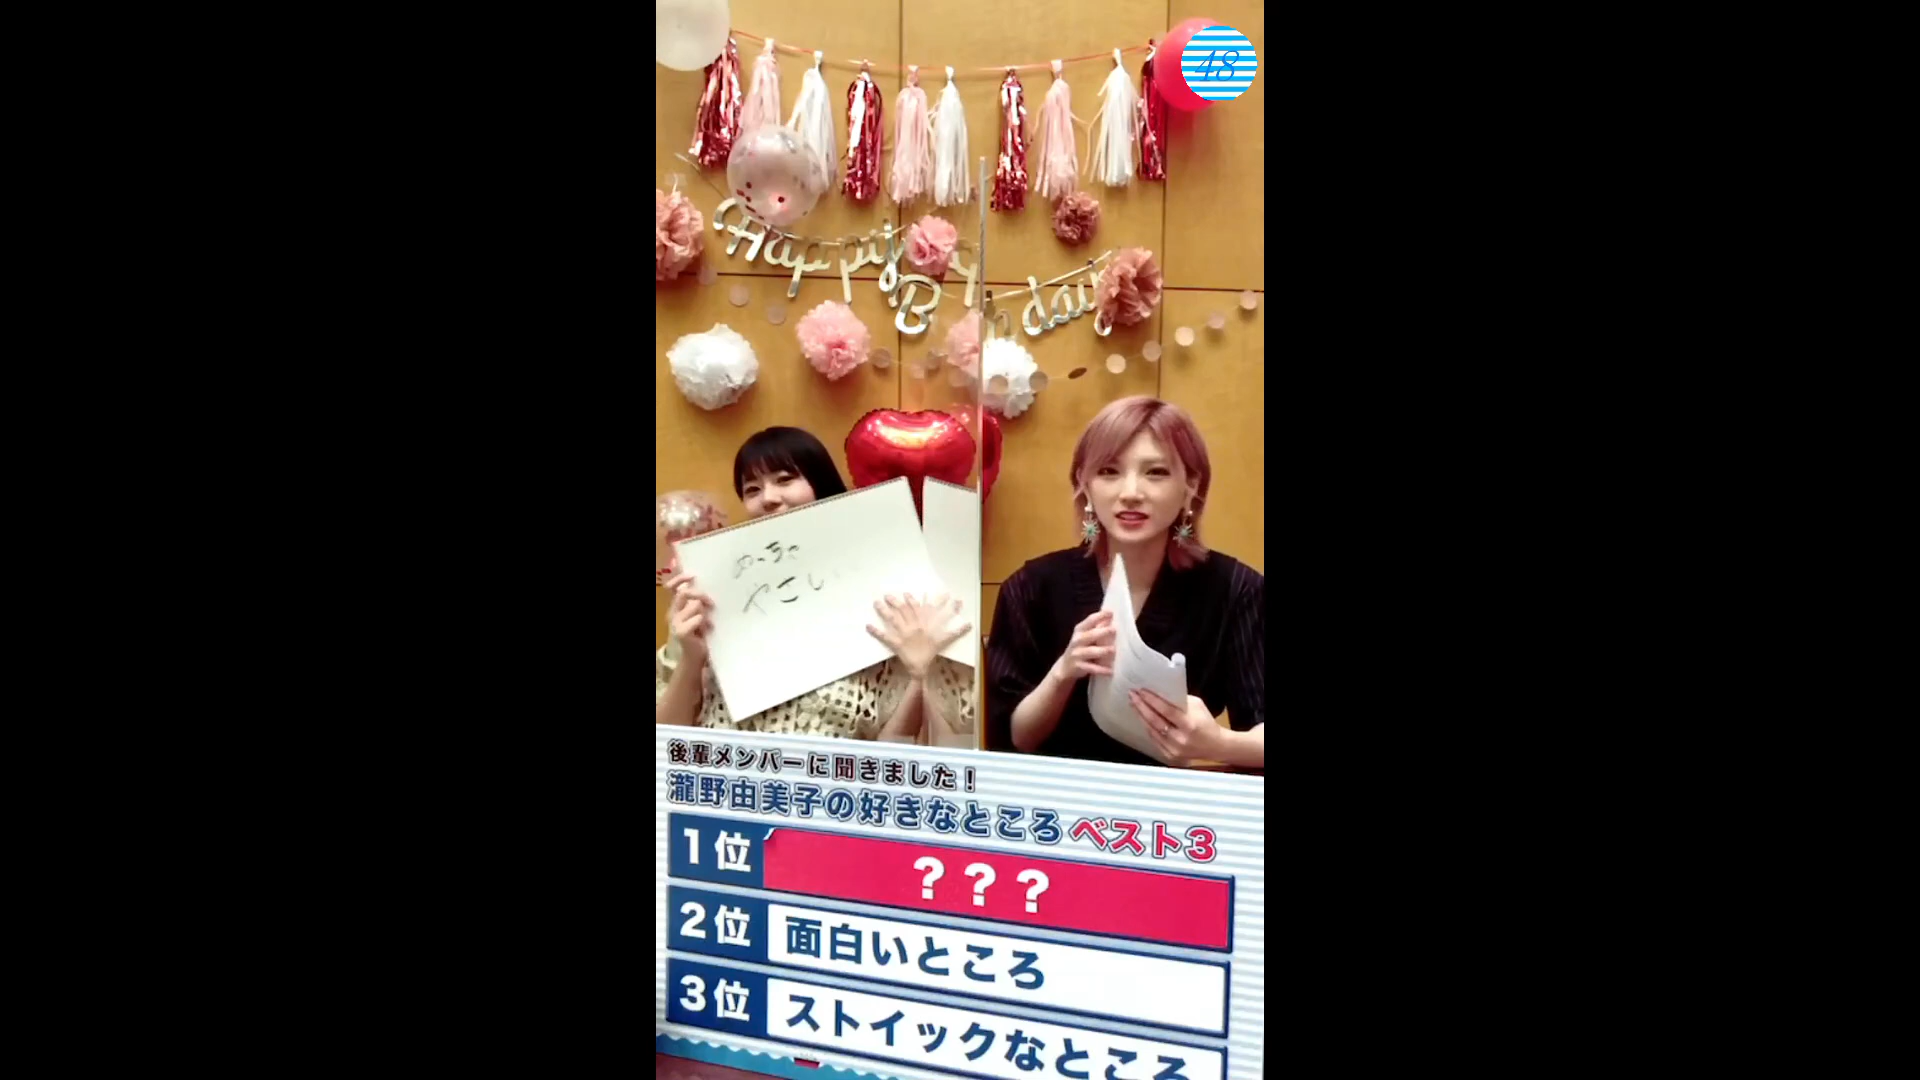 48
Happy
B
day
めっちゃ
やさしい
後輩メンバーに聞きました！
瀧野由美子の好きなところベスト3
1位
？？？
2位
面白いところ
3位
ストイックなところ